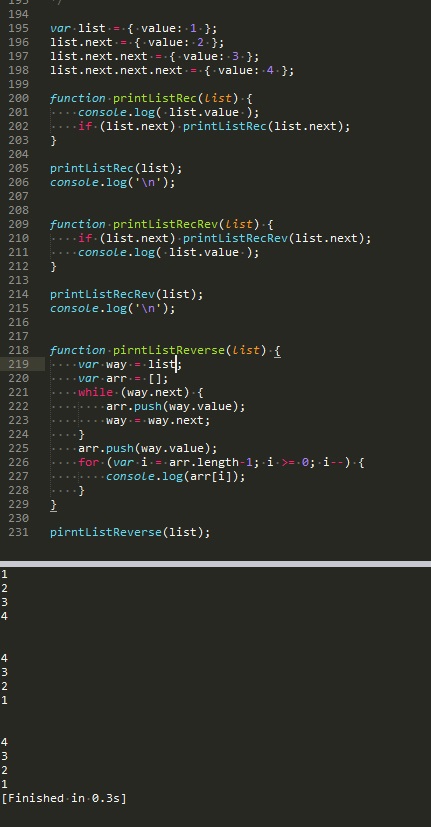 193 */
194
195 var list = { value: 1 };
196 list.next = { value: 2 };
197 list.next.next = { value: 3 };
198 list.next.next.next = { value: 4 };
199
200 function printListRec(list) {
201 console.log( list.value );
202 if (list.next) printListRec(list.next);
203 }
204
205 printListRec(list);
206 console.log('\n');
207
208
209 function printListRecRev(list) {
210 if (list.next) printListRecRev(list.next);
211 console.log( list.value );
212 }
213
214 printListRecRev(list);
215 console.log('\n');
216
217
218 function pirntListReverse(list) {
219 var way = list;
220 var arr = [];
221 while (way.next) {
222 arr.push(way.value);
223 way = way.next;
224 }
225 arr.push(way.value);
226 for (var i = arr.length-1; i >= 0; i--) {
227 console.log(arr[i]);
228 }
229 }
230
231 pirntListReverse(list);
1
2
3
4
4
3
2
1
4
3
2
1
[Finished in 0.3s]